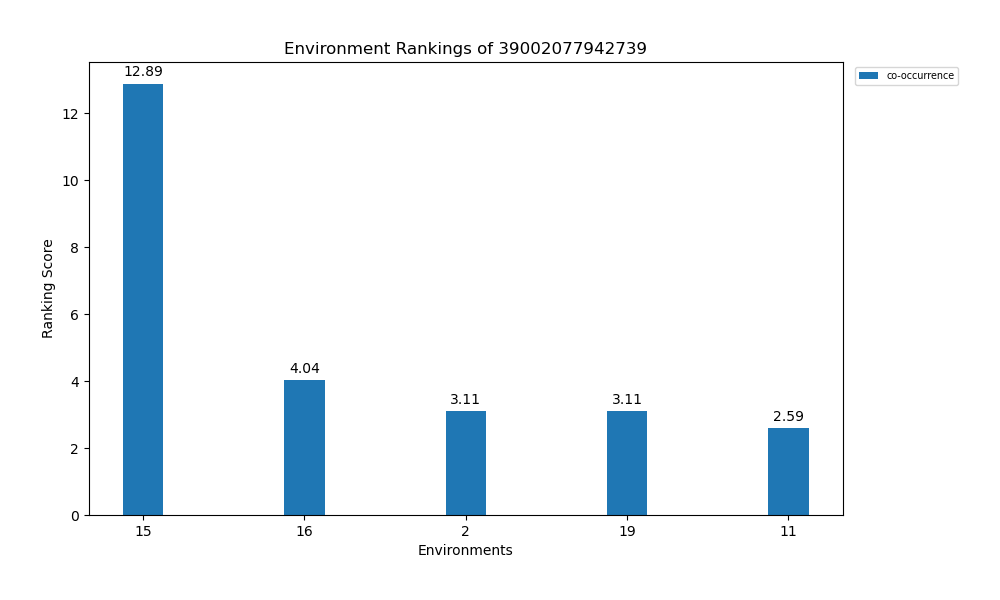 Environment Rankings of 39002077942739
12.89
co-occurrence
12
10
8
6
4
2
0
Ranking Score
4.04
3.11
3.11
2.59
15 16 2 19 11
Environments